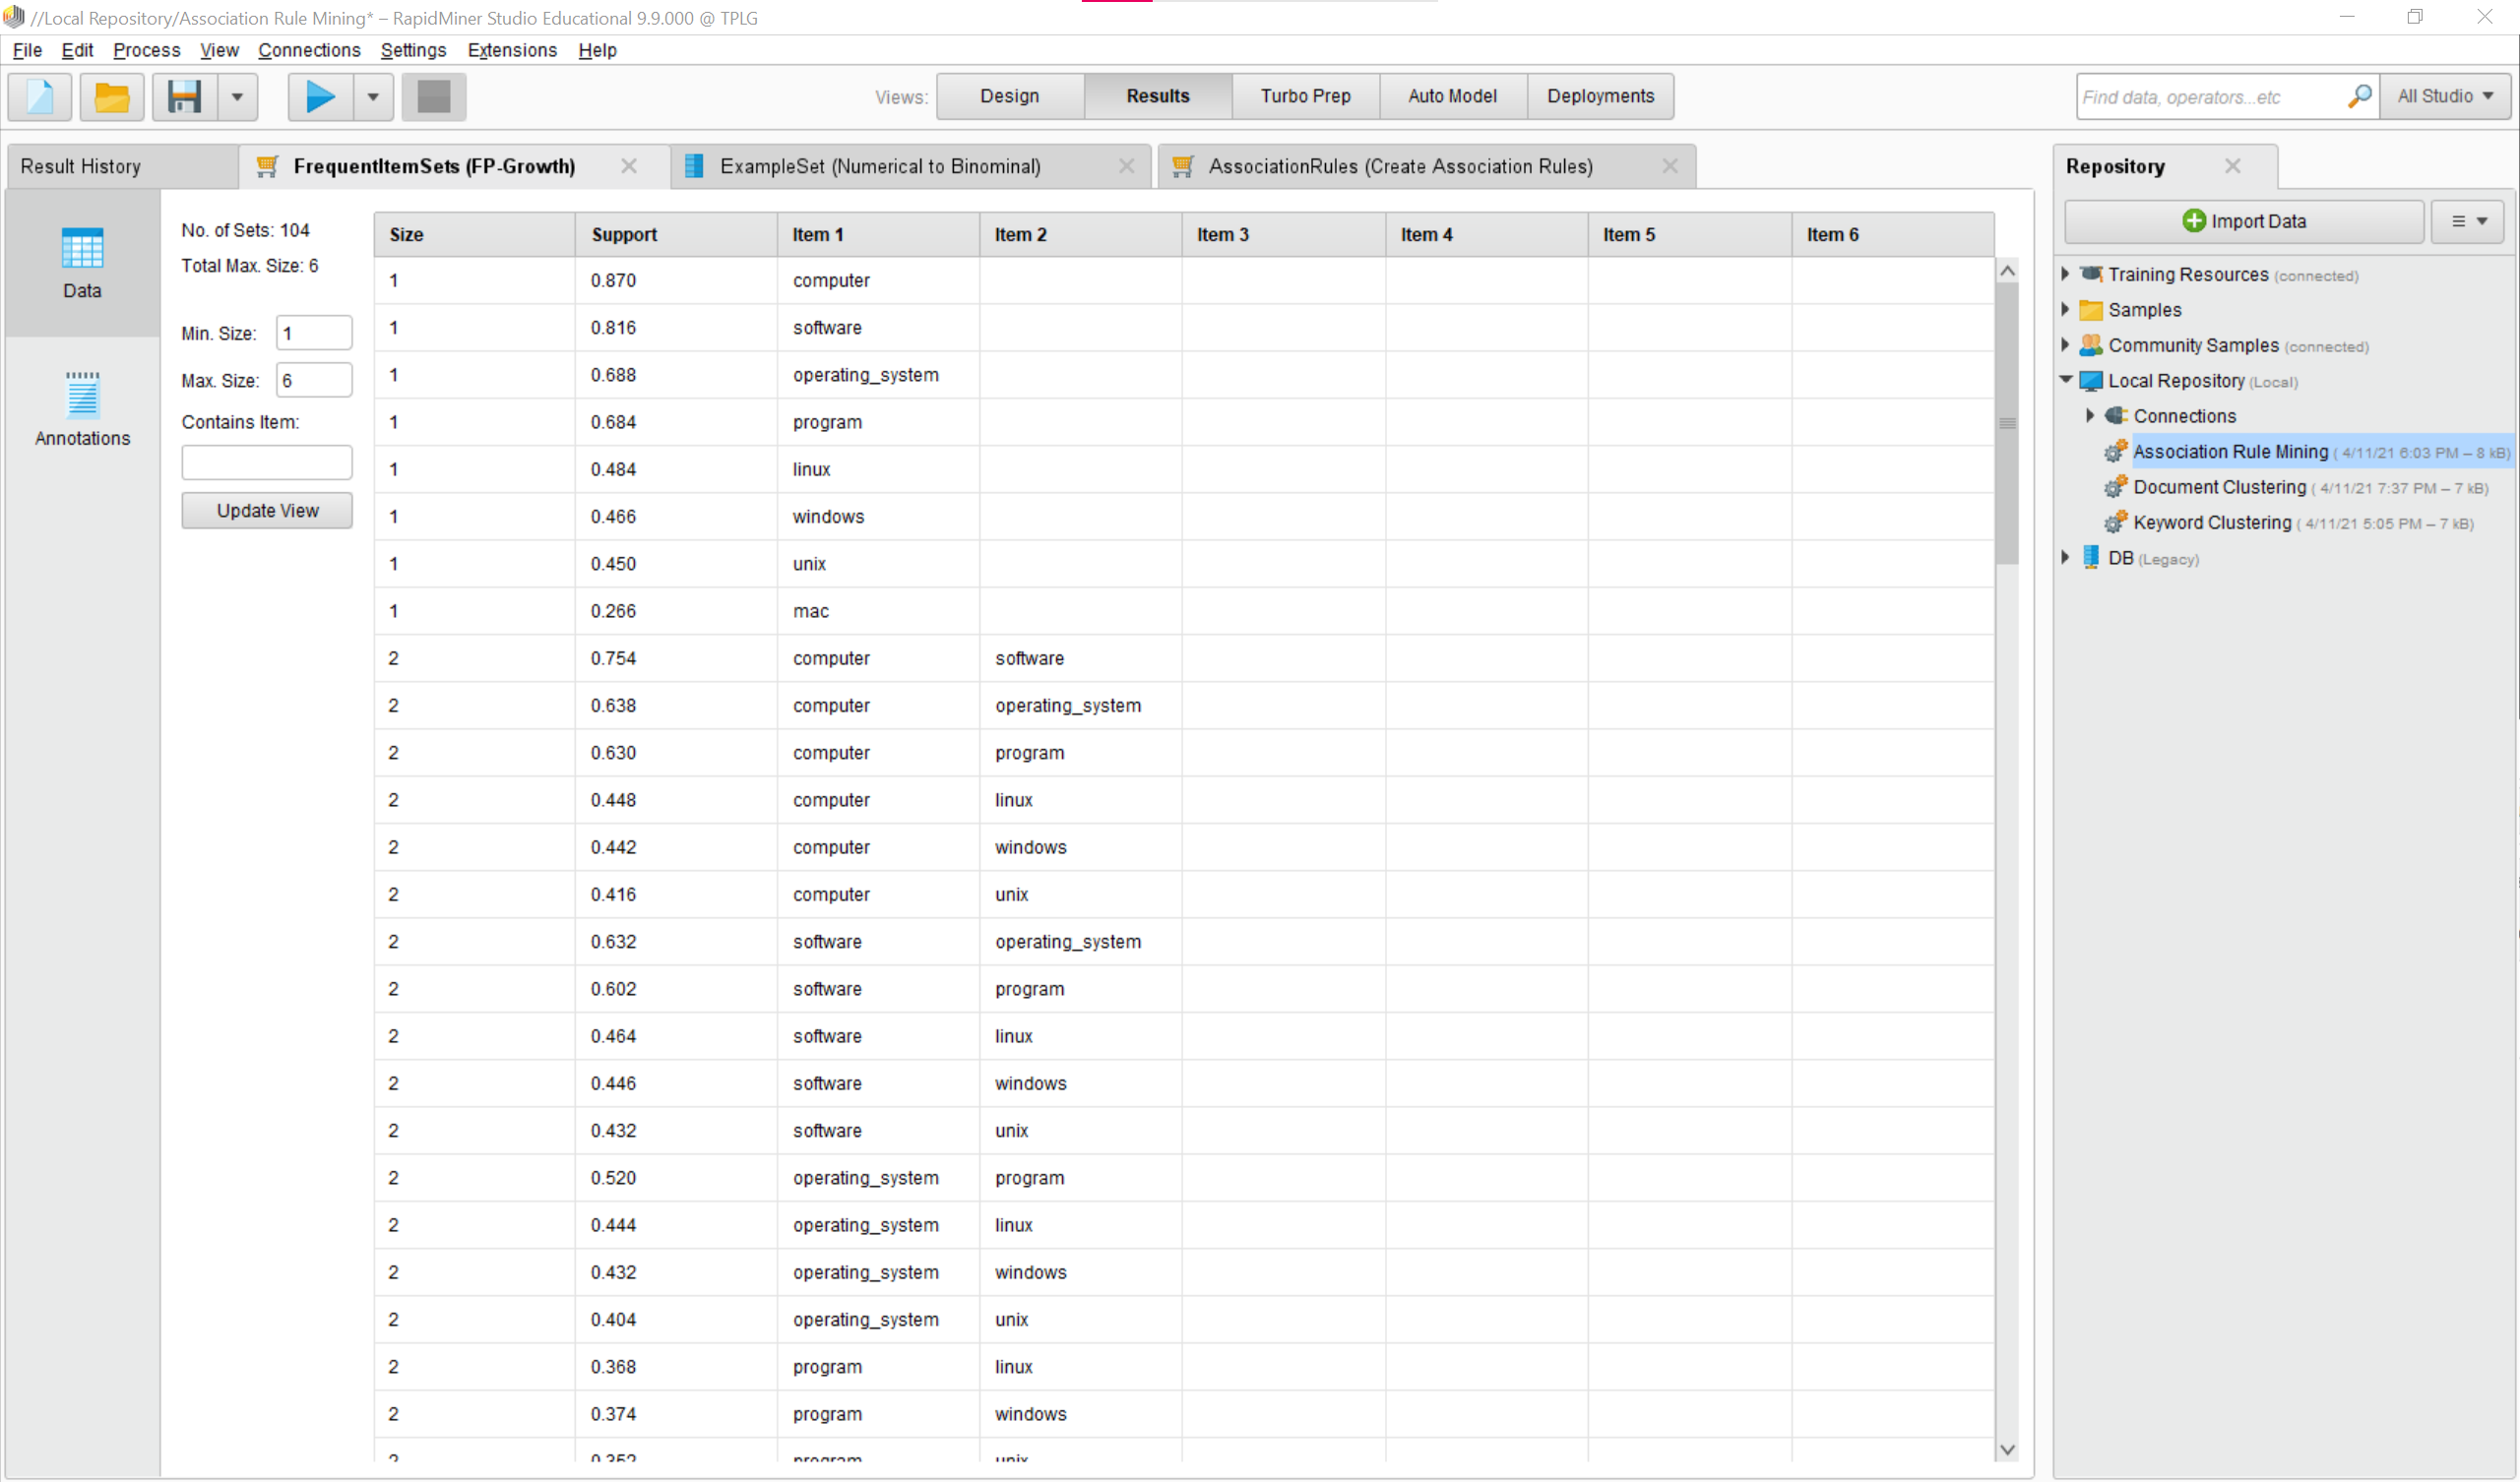 //Local Repository/Association Rule Mining* – RapidMiner Studio Educational 9.9.000 @ TPLG
File Edit Process View Connections Settings Extensions Help
Views: Design Results Turbo Prep Auto Model Deployments
Find data, operators...etc All Studio
Result History FrequentItemSets (FP-Growth) ExampleSet (Numerical to Binominal) AssociationRules (Create Association Rules)
Data
Annotations
No. of Sets: 104
Total Max. Size: 6
Min. Size: 1
Max. Size: 6
Contains Item:
Update View
Size Support Item 1 Item 2 Item 3 Item 4 Item 5 Item 6
1 0.870 computer
1 0.816 software
1 0.688 operating_system
1 0.684 program
1 0.484 linux
1 0.466 windows
1 0.450 unix
1 0.266 mac
2 0.754 computer software
2 0.638 computer operating_system
2 0.630 computer program
2 0.448 computer linux
2 0.442 computer windows
2 0.416 computer unix
2 0.632 software operating_system
2 0.602 software program
2 0.464 software linux
2 0.446 software windows
2 0.432 software unix
2 0.520 operating_system program
2 0.444 operating_system linux
2 0.432 operating_system windows
2 0.404 operating_system unix
2 0.368 program linux
2 0.374 program windows
2 0.352 program unix
Repository
Import Data
Training Resources (connected)
Samples
Community Samples (connected)
Local Repository (Local)
Connections
Association Rule Mining ( 4/11/21 6:03 PM – 8 kB)
Document Clustering ( 4/11/21 7:37 PM – 7 kB)
Keyword Clustering ( 4/11/21 5:05 PM – 7 kB)
DB (Legacy)